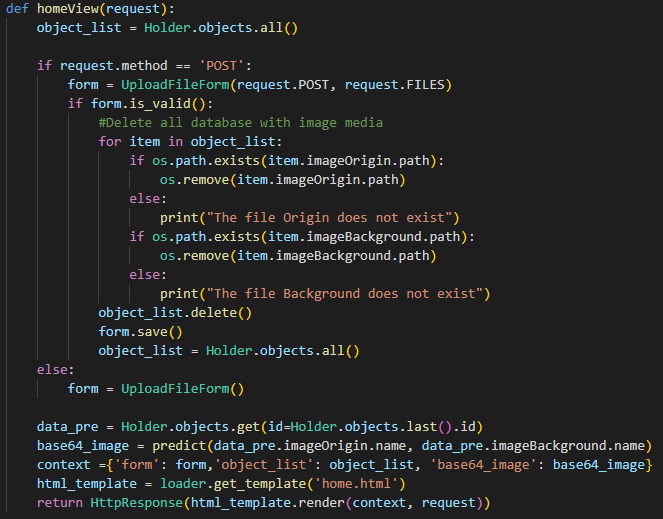 def homeView(request):
    object_list = Holder.objects.all()

    if request.method == 'POST':
        form = UploadFileForm(request.POST, request.FILES)
        if form.is_valid():
            #Delete all database with image media
            for item in object_list:
                if os.path.exists(item.imageOrigin.path):
                    os.remove(item.imageOrigin.path)
                else:
                    print("The file Origin does not exist")
                if os.path.exists(item.imageBackground.path):
                    os.remove(item.imageBackground.path)
                else:
                    print("The file Background does not exist")
            object_list.delete()
            form.save()
            object_list = Holder.objects.all()
    else:
        form = UploadFileForm()

    data_pre = Holder.objects.get(id=Holder.objects.last().id)
    base64_image = predict(data_pre.imageOrigin.name, data_pre.imageBackground.name)
    context ={'form': form,'object_list': object_list, 'base64_image': base64_image}
    html_template = loader.get_template('home.html')
    return HttpResponse(html_template.render(context, request))